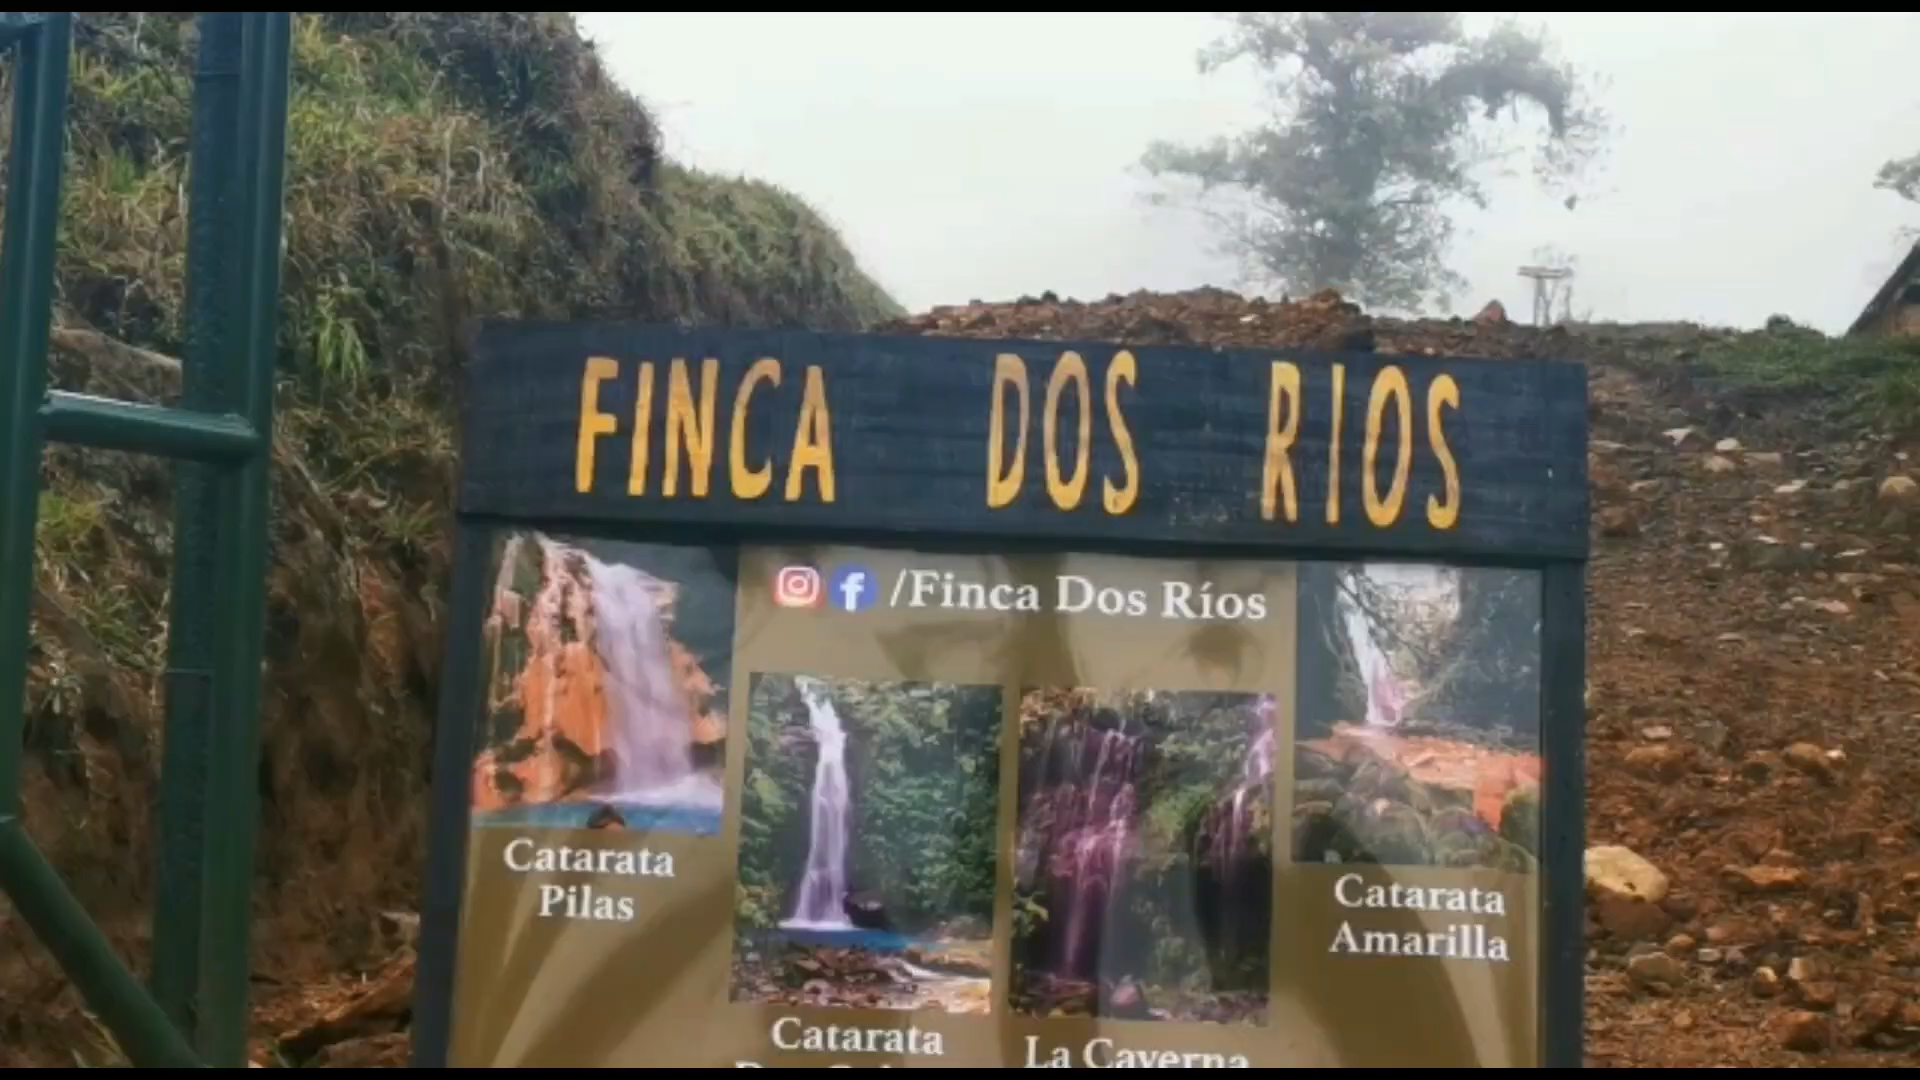 FINCA DOS RIOS
/Finca Dos Ríos
Catarata
Pilas
Catarata
La Caverna
Catarata
Amarilla